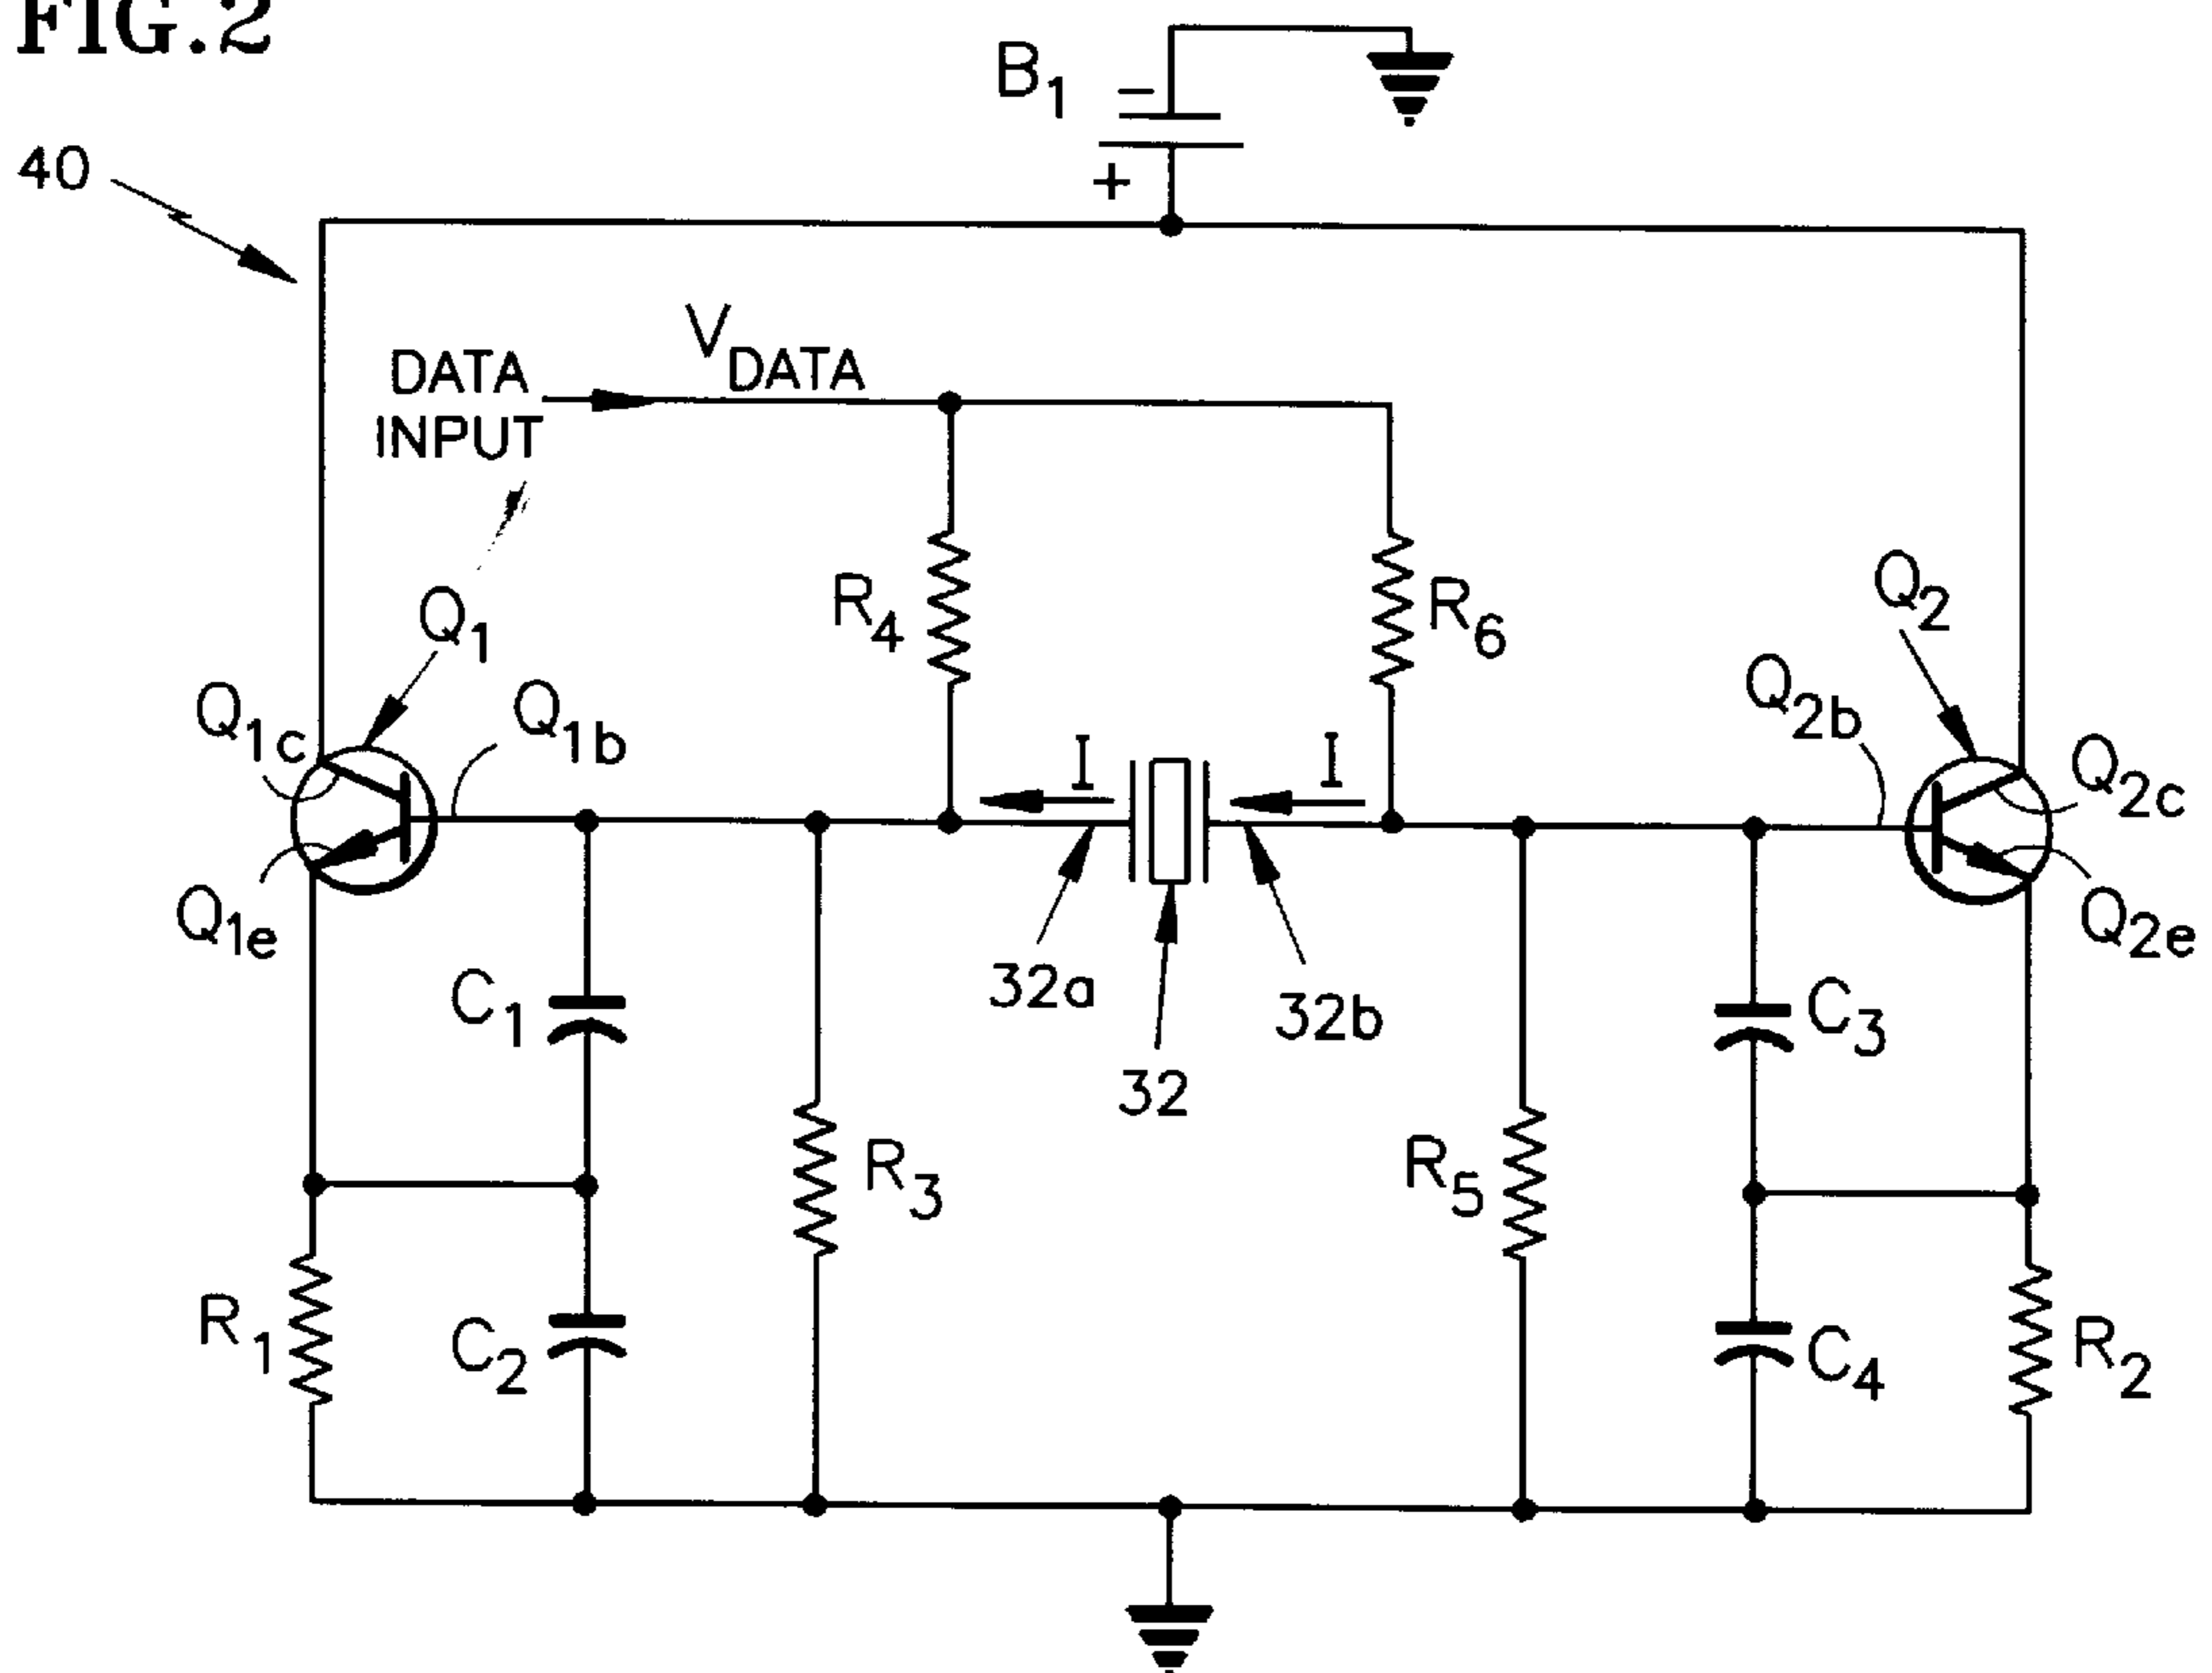 FIG.2
B1
−
+
40
VDATA
DATA
INPUT
R4
R6
Q1
Q2
Q1c
Q1b
Q2b
Q2c
I
I
Q1e
Q2e
32a
32b
32
C1
C3
R3
R5
R1
C2
C4
R2